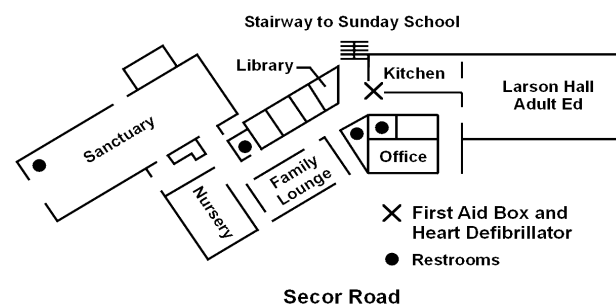 Stairway to Sunday School
Library
Kitchen
Larson Hall
Adult Ed
Sanctuary
Office
Family
Lounge
Nursery
First Aid Box and
Heart Defibrillator
Restrooms
Secor Road